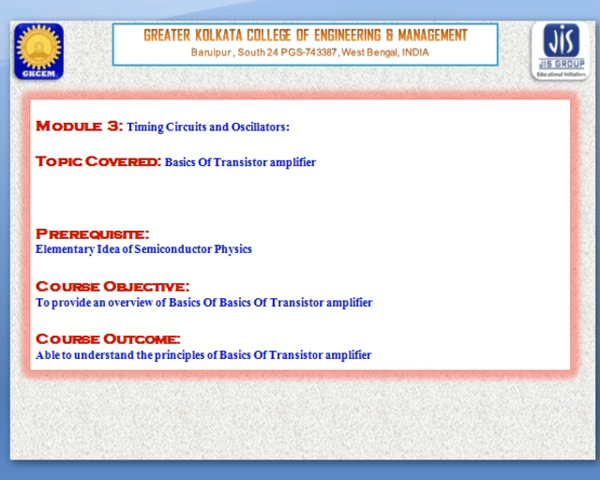 GREATER KOLKATA COLLEGE OF ENGINEERING & MANAGEMENT
Baruipur , South 24 PGS-743387, West Bengal, INDIA
GKCEM
JIS
JIS GROUP
Educational Initiatives
MODULE 3: Timing Circuits and Oscillators:
TOPIC COVERED: Basics Of Transistor amplifier
PREREQUISITE:
Elementary Idea of Semiconductor Physics
COURSE OBJECTIVE:
To provide an overview of Basics Of Basics Of Transistor amplifier
COURSE OUTCOME:
Able to understand the principles of Basics Of Transistor amplifier